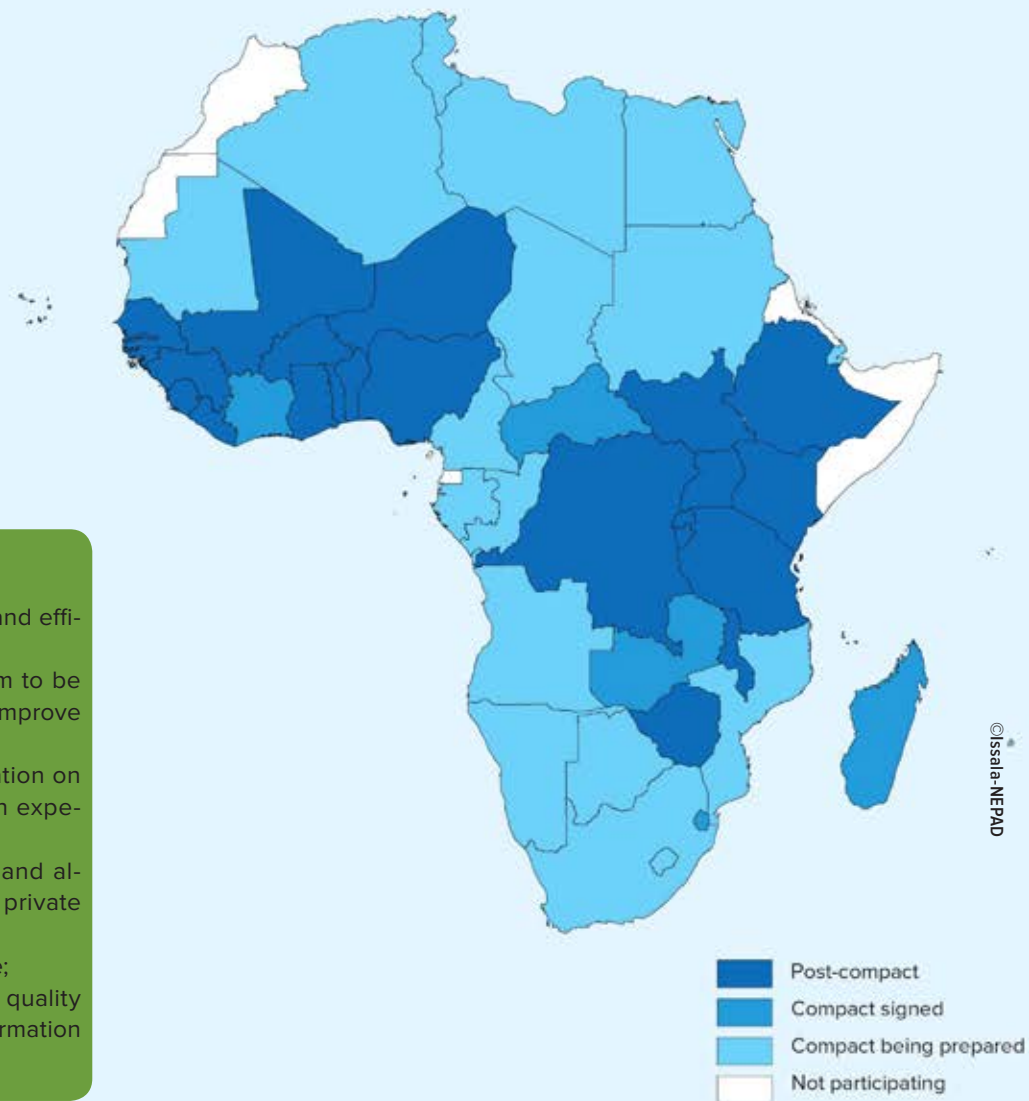 and effi-
m to be
mprove
ation on
n expe-
and al-
private
e;
quality
rmation
©Issala-NEPAD
Post-compact
Compact signed
Compact being prepared
Not participating